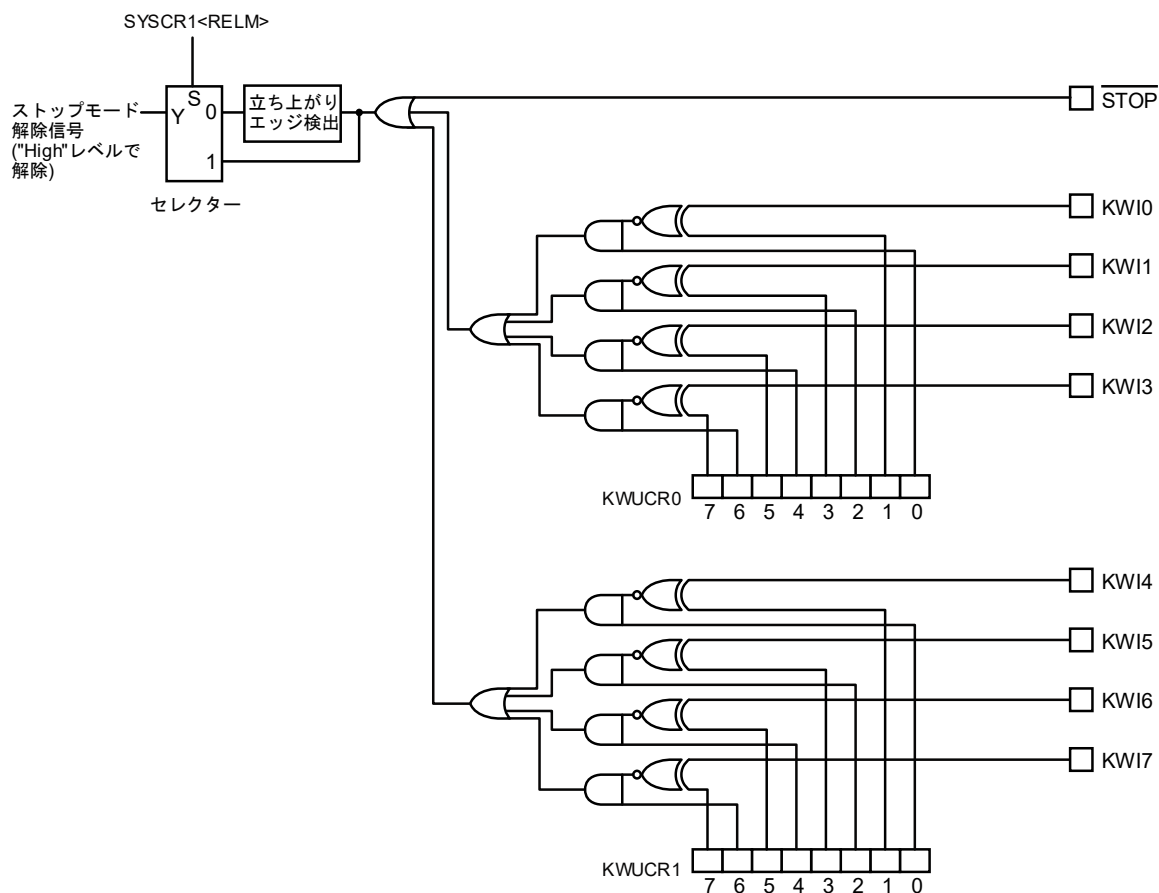 SYSCR1<RELM>
ストップモード
解除信号
("High"レベルで
解除)
S
Y
0
1
セレクター
立ち上がり
エッジ検出
STOP
KWI0
KWI1
KWI2
KWI3
KWUCR0
7 6 5 4 3 2 1 0
KWI4
KWI5
KWI6
KWI7
KWUCR1
7 6 5 4 3 2 1 0